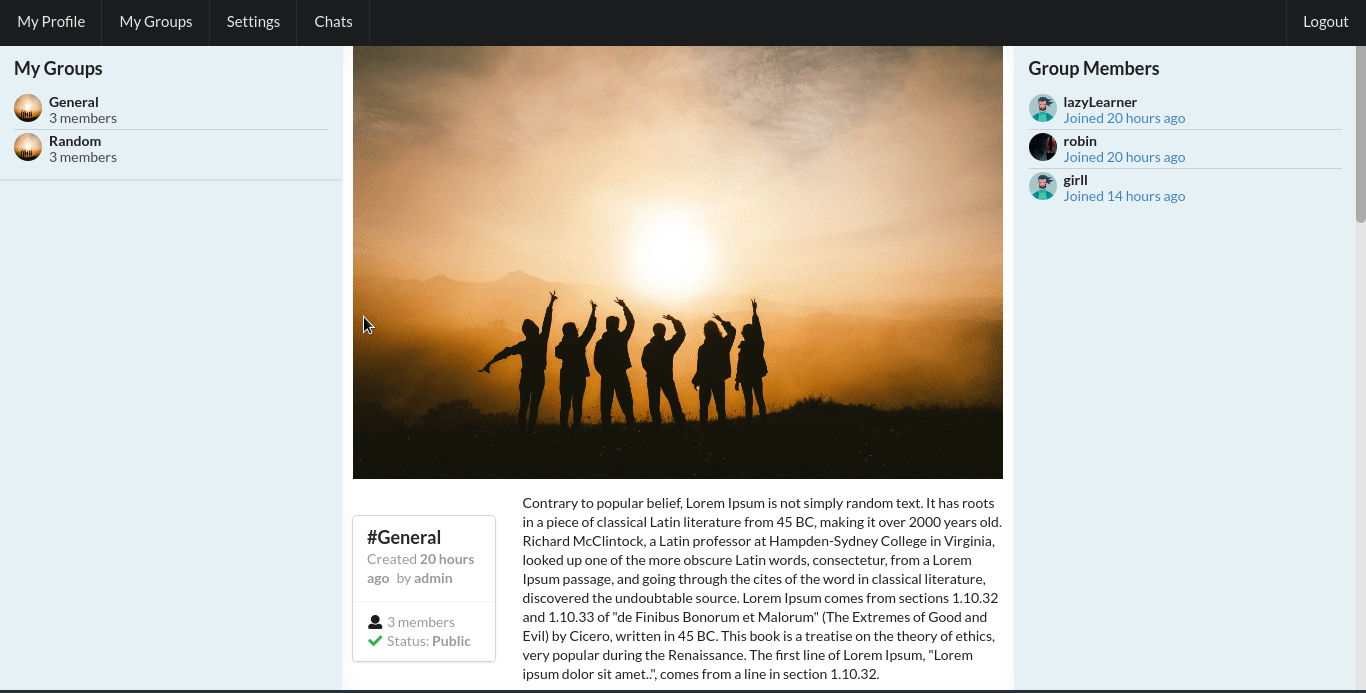 My Profile
My Groups
Settings
Chats
Logout
My Groups
General
3 members
Random
3 members
#General
Created 20 hours
ago by admin
3 members
Status: Public
Contrary to popular belief, Lorem Ipsum is not simply random text. It has roots
in a piece of classical Latin literature from 45 BC, making it over 2000 years old.
Richard McClintock, a Latin professor at Hampden-Sydney College in Virginia,
looked up one of the more obscure Latin words, consectetur, from a Lorem
Ipsum passage, and going through the cites of the word in classical literature,
discovered the undoubtable source. Lorem Ipsum comes from sections 1.10.32
and 1.10.33 of "de Finibus Bonorum et Malorum" (The Extremes of Good and
Evil) by Cicero, written in 45 BC. This book is a treatise on the theory of ethics,
very popular during the Renaissance. The first line of Lorem Ipsum, "Lorem
ipsum dolor sit amet..", comes from a line in section 1.10.32.
Group Members
lazyLearner
Joined 20 hours ago
robin
Joined 20 hours ago
girll
Joined 14 hours ago